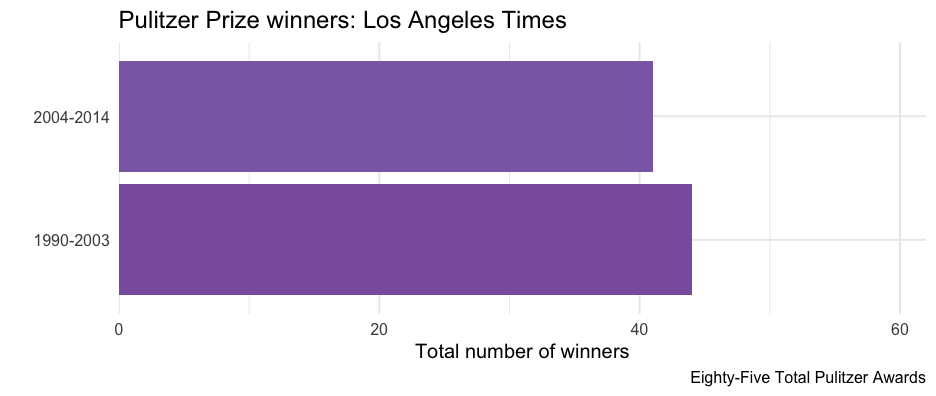 Pulitzer Prize winners: Los Angeles Times
2004-2014
1990-2003
0 20 40 60
Total number of winners
Eighty-Five Total Pulitzer Awards